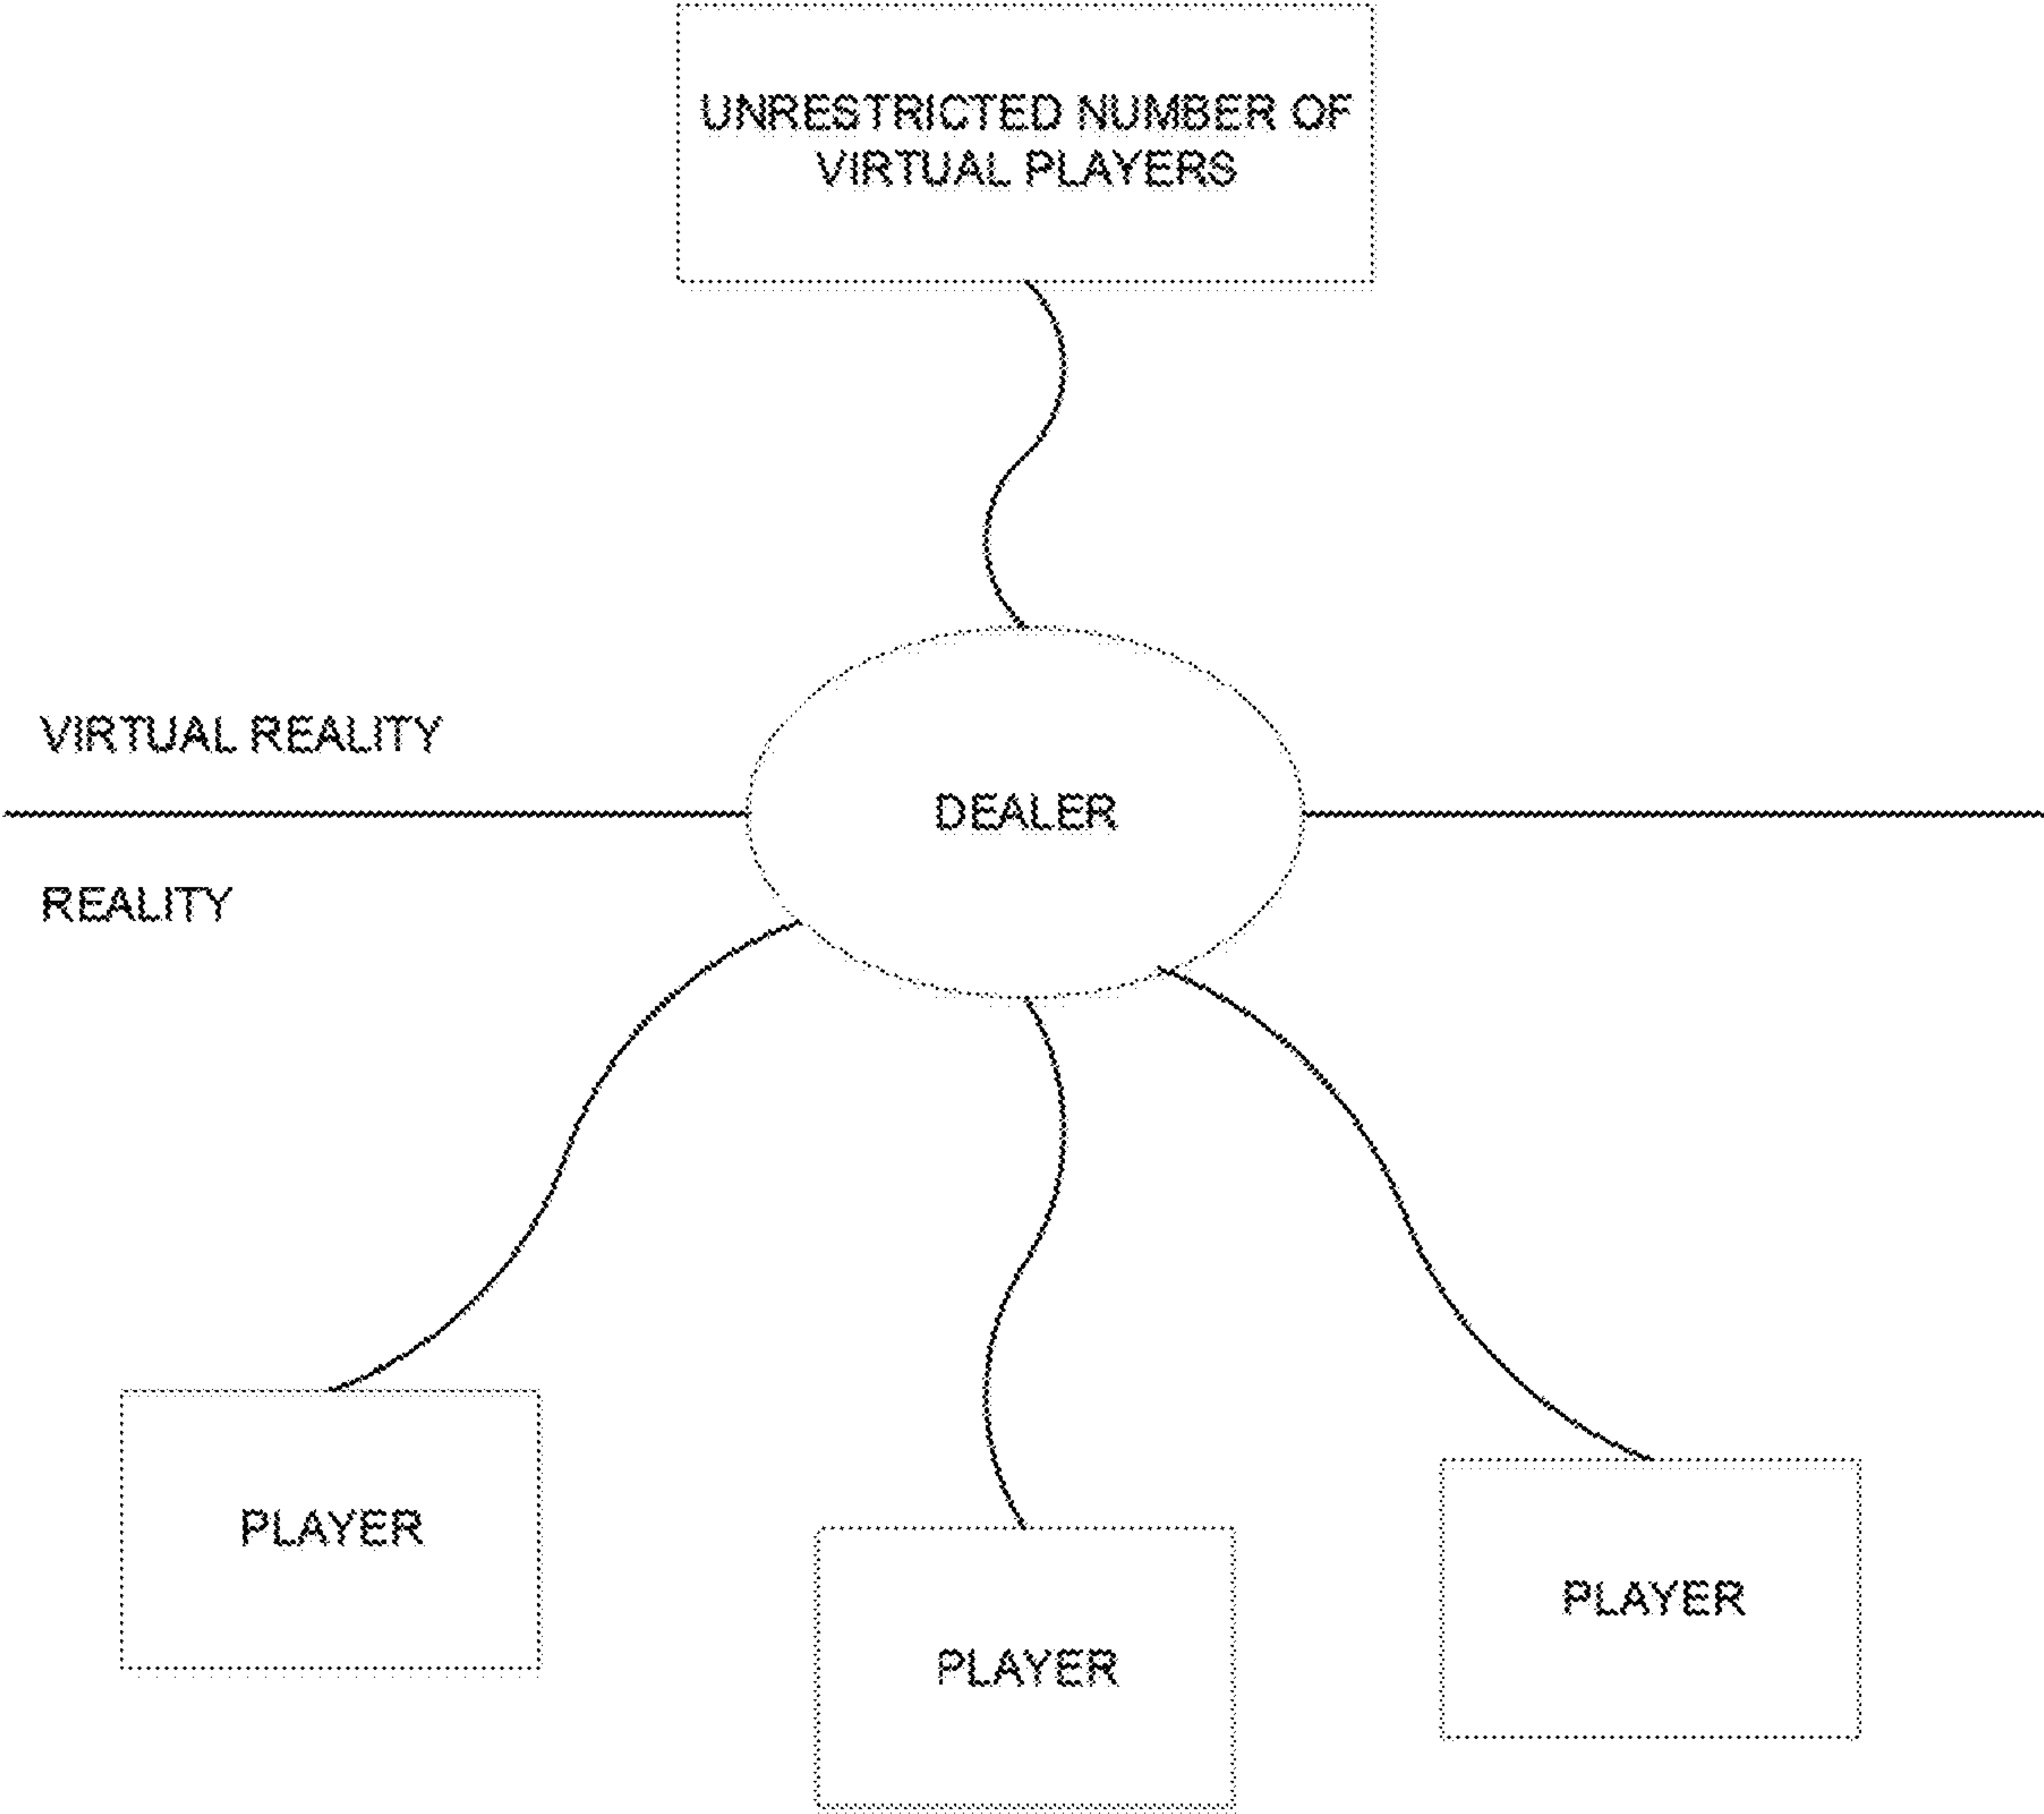 UNRESTRICTED NUMBER OF
VIRTUAL PLAYERS
VIRTUAL REALITY
DEALER
REALITY
PLAYER
PLAYER
PLAYER